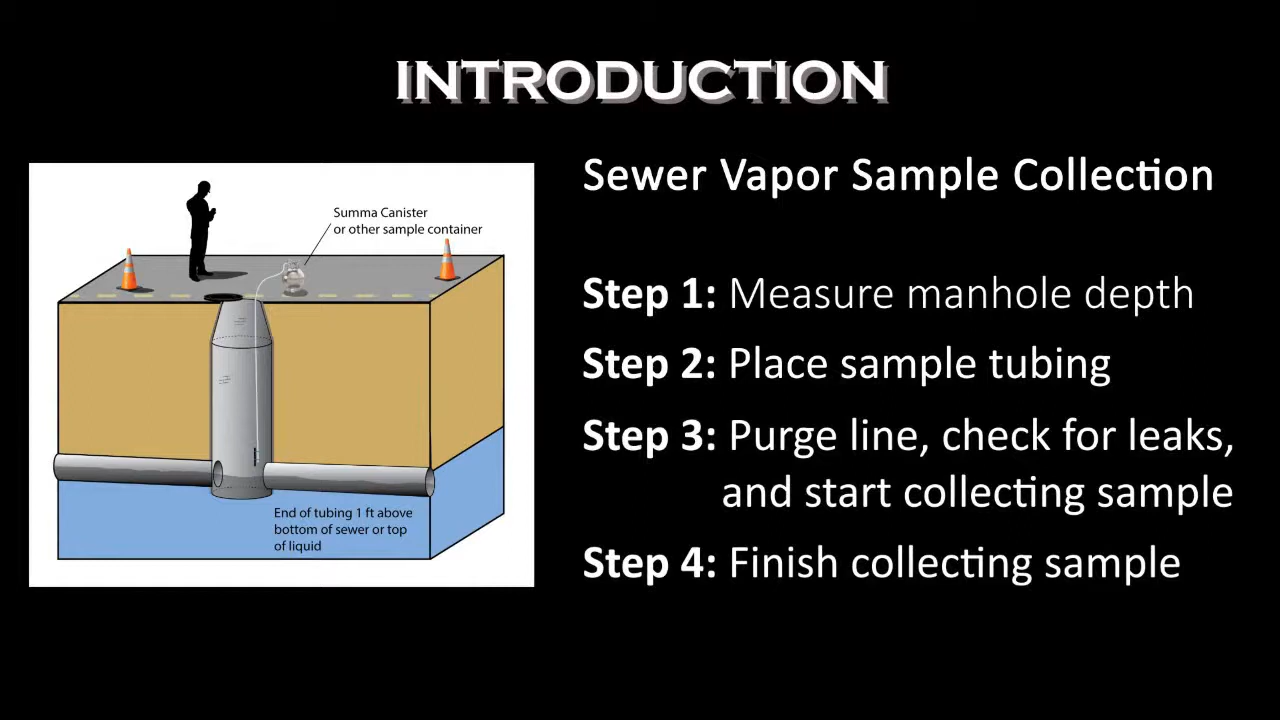 INTRODUCTION
Summa Canister
or other sample container
End of tubing 1 ft above
bottom of sewer or top
of liquid
Sewer Vapor Sample Collection
Step 1: Measure manhole depth
Step 2: Place sample tubing
Step 3: Purge line, check for leaks,
and start collecting sample
Step 4: Finish collecting sample